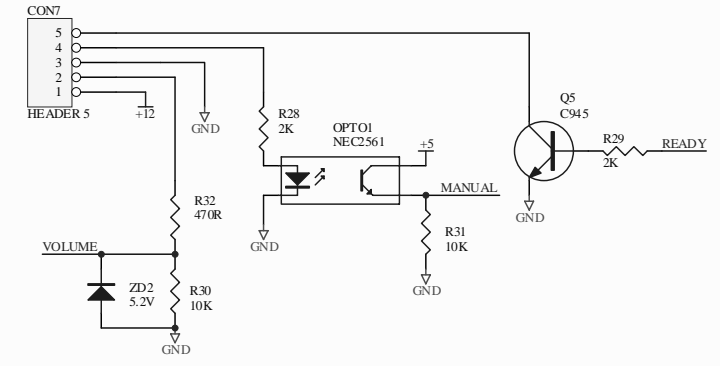 CON7
5
4
3
2
1
HEADER 5
+12
GND
R28
2K
OPTO1
NEC2561
+5
Q5
C945
R29
2K
READY
GND
MANUAL
R31
10K
GND
GND
R32
470R
VOLUME
ZD2
5.2V
R30
10K
GND